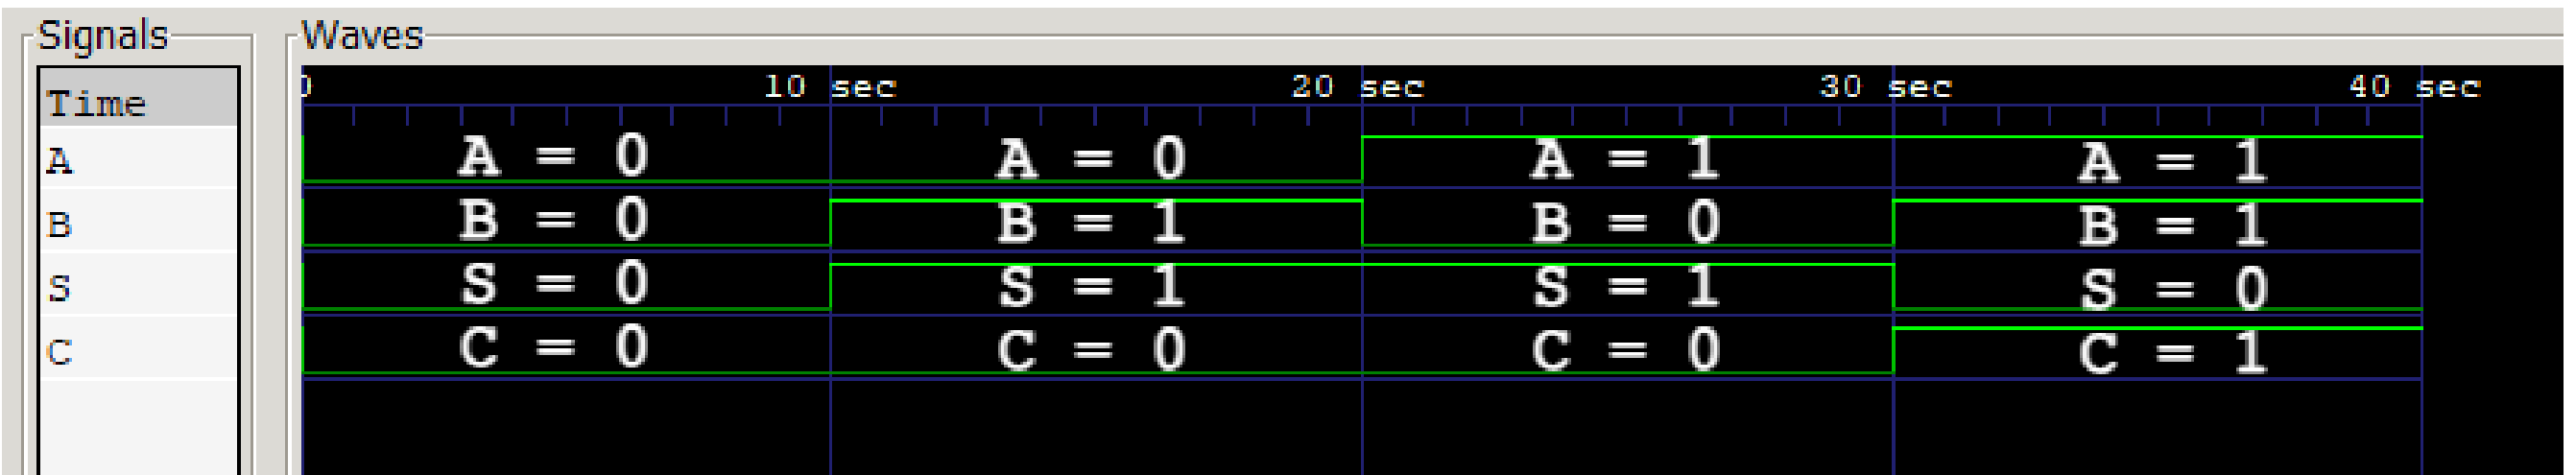 Signals Waves
Time 0 10 sec 20 sec 30 sec 40 sec
A A = 0 A = 0 A = 1 A = 1
B B = 0 B = 1 B = 0 B = 1
S S = 0 S = 1 S = 1 S = 0
C C = 0 C = 0 C = 0 C = 1